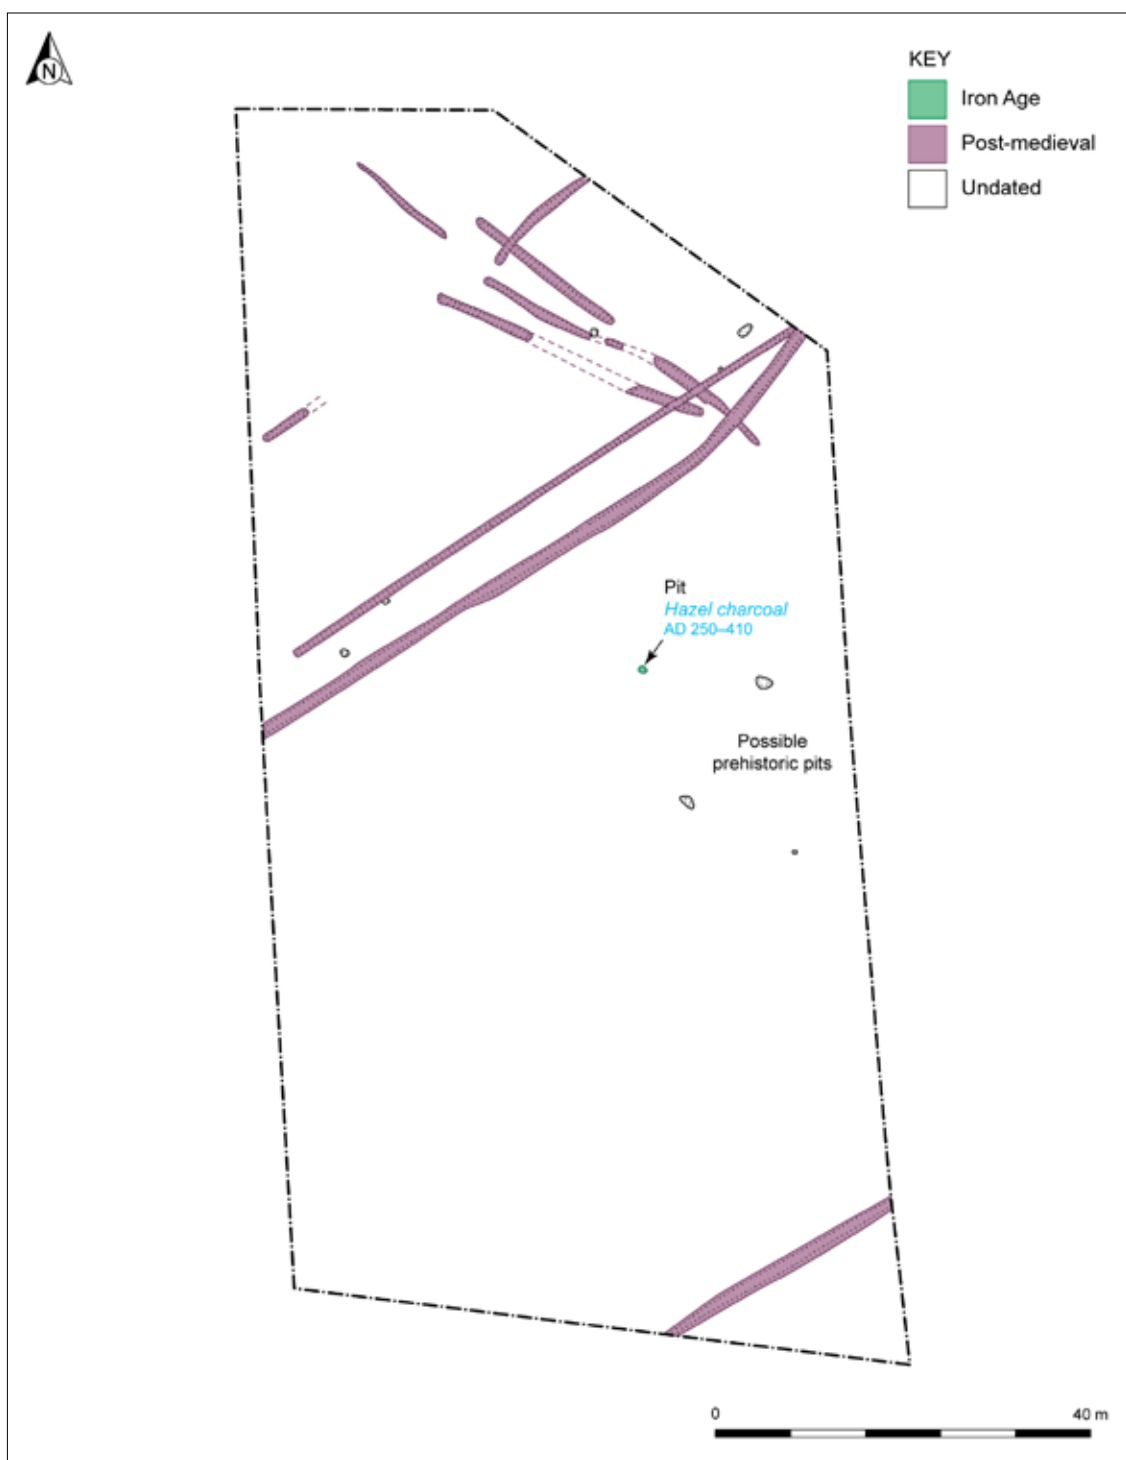 N
KEY
Iron Age
Post-medieval
Undated
Pit
Hazel charcoal
AD 250–410
Possible
prehistoric pits
0 40 m